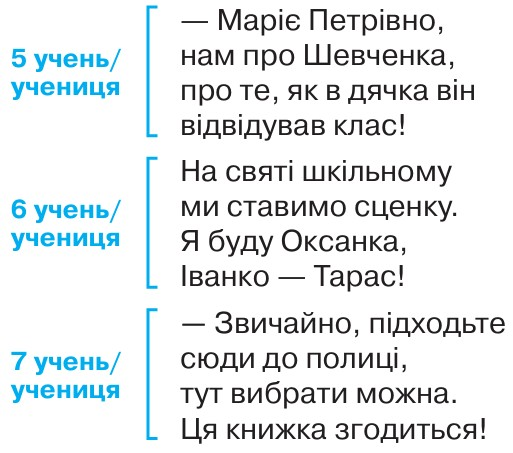 5 учень/
учениця
— Маріє Петрівно,
нам про Шевченка,
про те, як в дячка він
відвідував клас!
6 учень/
учениця
На святі шкільному
ми ставимо сценку.
Я буду Оксанка,
Іванко — Тарас!
7 учень/
учениця
— Звичайно, підходьте
сюди до полиці,
тут вибрати можна.
Ця книжка згодиться!